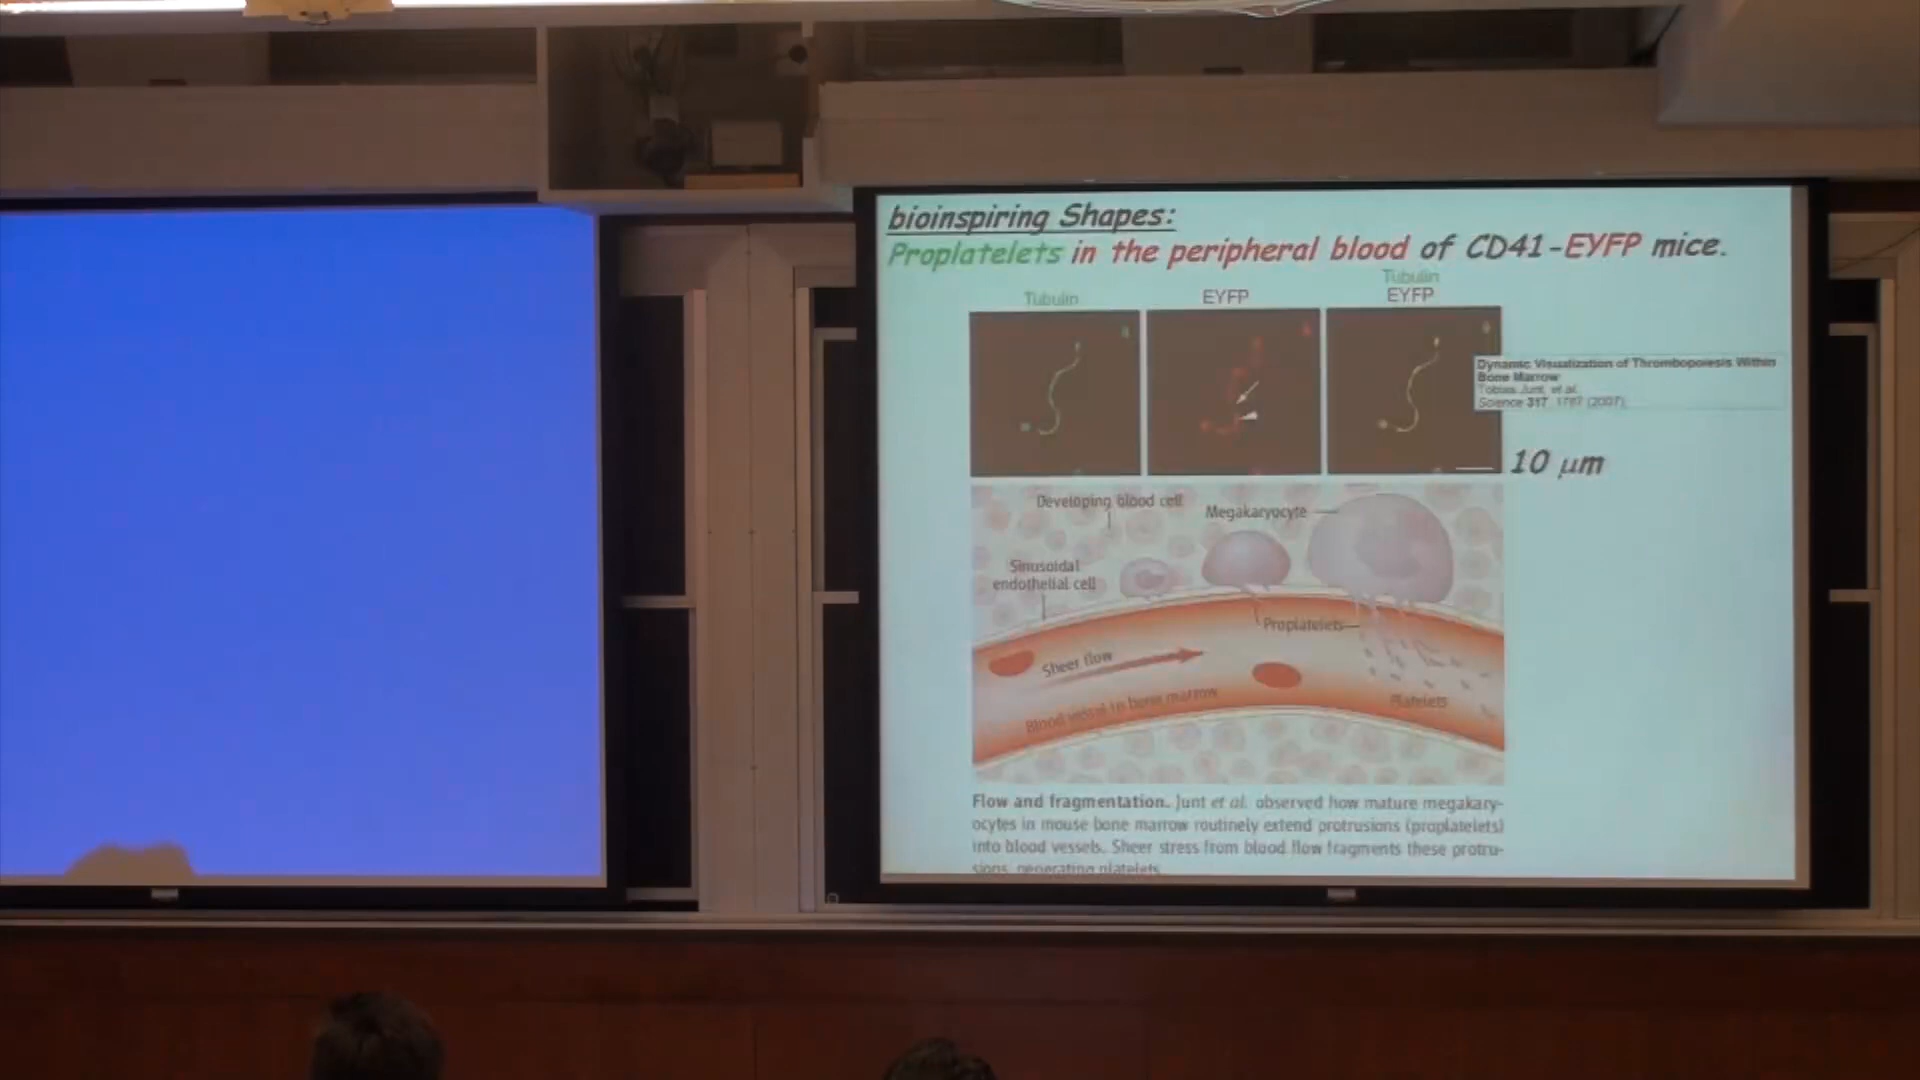 bioinspiring Shapes:
Proplatelets in the peripheral blood of CD41-EYFP mice.
Tubulin
EYFP
Tubulin
EYFP
Dynamic Visualization of Thrombopoiesis Within
Bone Marrow
Tobias Junt, et al.
Science 317, 1767 (2007)
10 μm
Developing blood cell
Megakaryocyte
Sinusoidal
endothelial cell
Proplatelets
Sheer flow
Blood vessel in bone marrow
Platelets
Flow and fragmentation. Junt et al. observed how mature megakary-
ocytes in mouse bone marrow routinely extend protrusions (proplatelets)
into blood vessels. Sheer stress from blood flow fragments these protru-
sions, generating platelets.